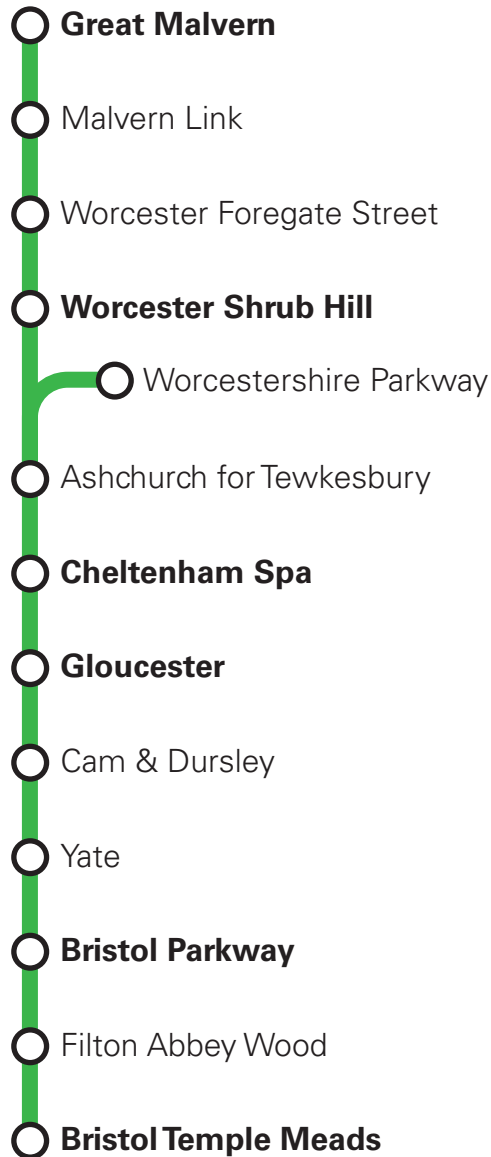 Great Malvern
Malvern Link
Worcester Foregate Street
Worcester Shrub Hill
Worcestershire Parkway
Ashchurch for Tewkesbury
Cheltenham Spa
Gloucester
Cam & Dursley
Yate
Bristol Parkway
Filton Abbey Wood
Bristol Temple Meads